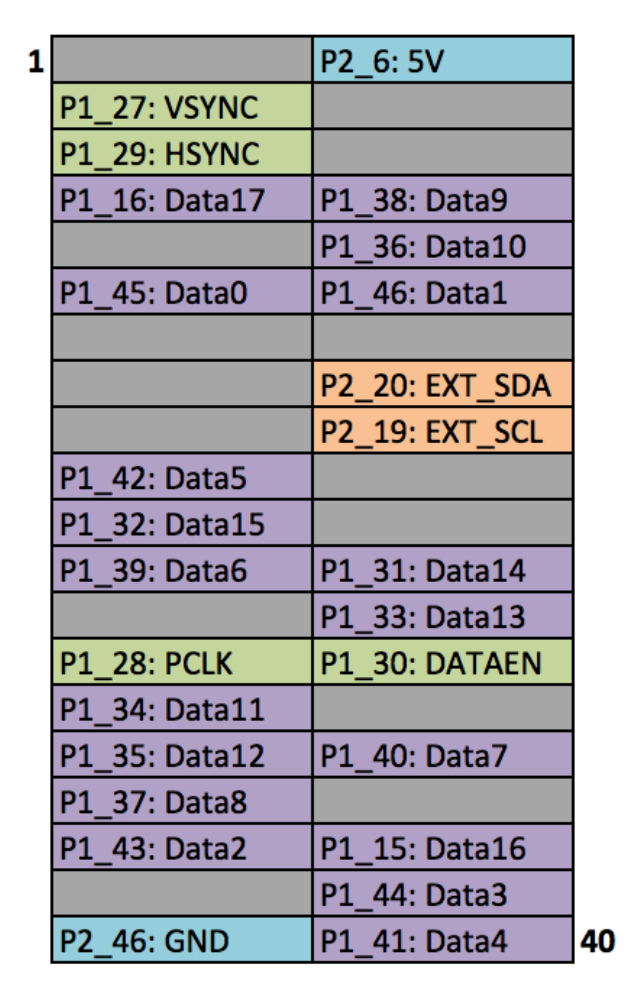 1 P2_6: 5V
P1_27: VSYNC
P1_29: HSYNC
P1_16: Data17 P1_38: Data9
P1_36: Data10
P1_45: Data0 P1_46: Data1
P2_20: EXT_SDA
P2_19: EXT_SCL
P1_42: Data5
P1_32: Data15
P1_39: Data6 P1_31: Data14
P1_33: Data13
P1_28: PCLK P1_30: DATAEN
P1_34: Data11
P1_35: Data12 P1_40: Data7
P1_37: Data8
P1_43: Data2 P1_15: Data16
P1_44: Data3
P2_46: GND P1_41: Data4 40